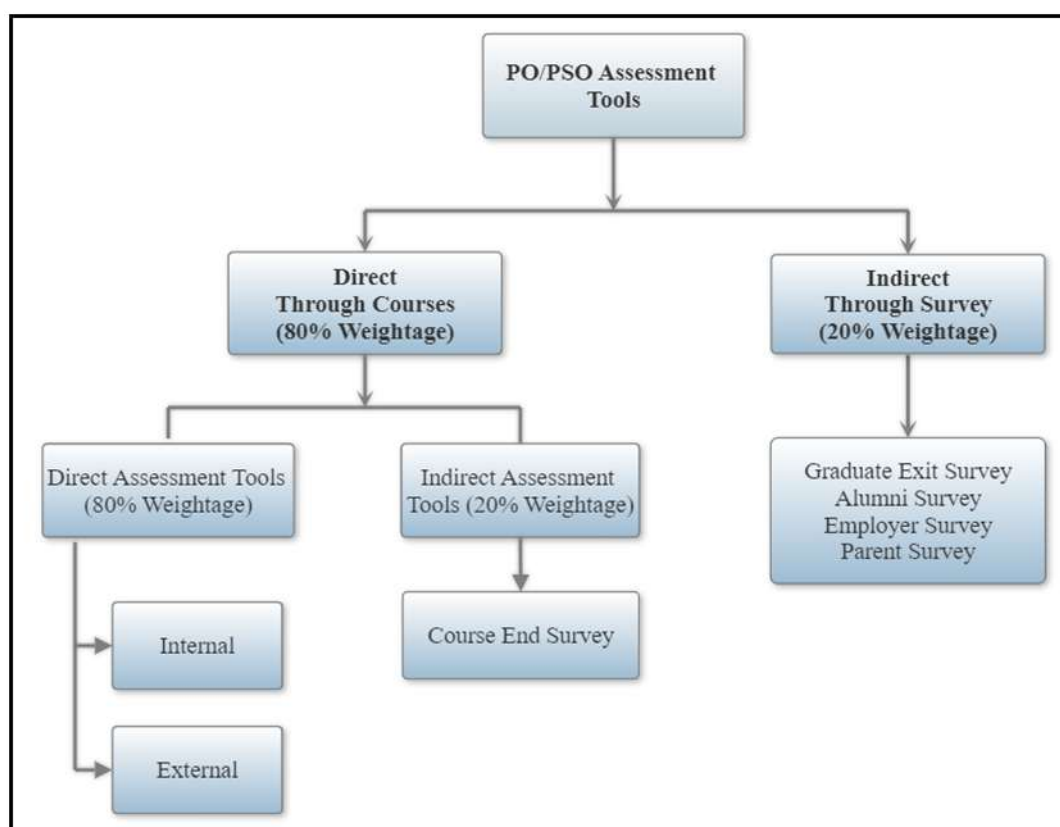 PO/PSO Assessment
Tools
Direct
Through Courses
(80% Weightage)
Indirect
Through Survey
(20% Weightage)
Direct Assessment Tools
(80% Weightage)
Indirect Assessment
Tools (20% Weightage)
Graduate Exit Survey
Alumni Survey
Employer Survey
Parent Survey
Internal
Course End Survey
External